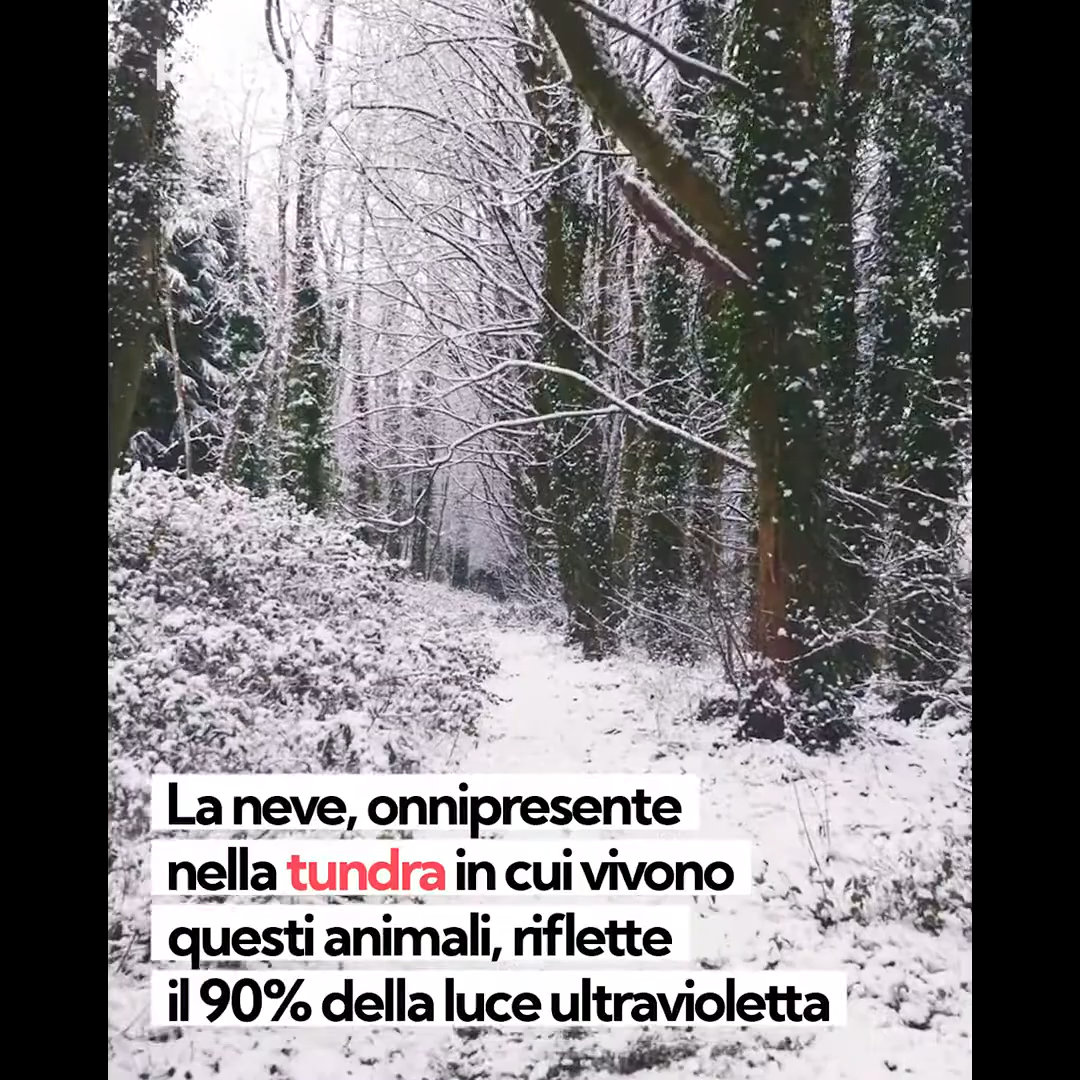 La neve, onnipresente
nella tundra in cui vivono
questi animali, riflette
il 90% della luce ultravioletta